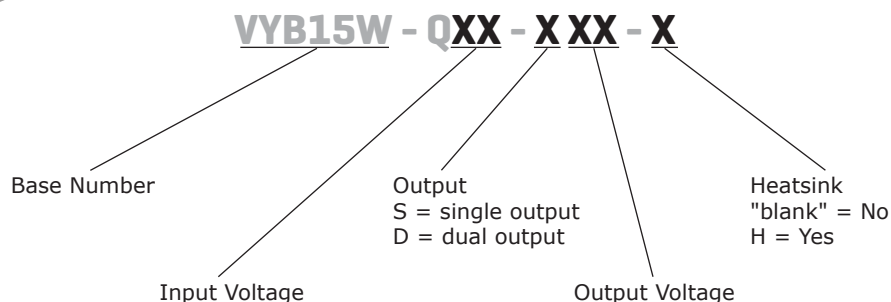 VYB15W - QXX - X XX - X
Base Number
Output
S = single output
D = dual output
Heatsink
"blank" = No
H = Yes
Input Voltage
Output Voltage